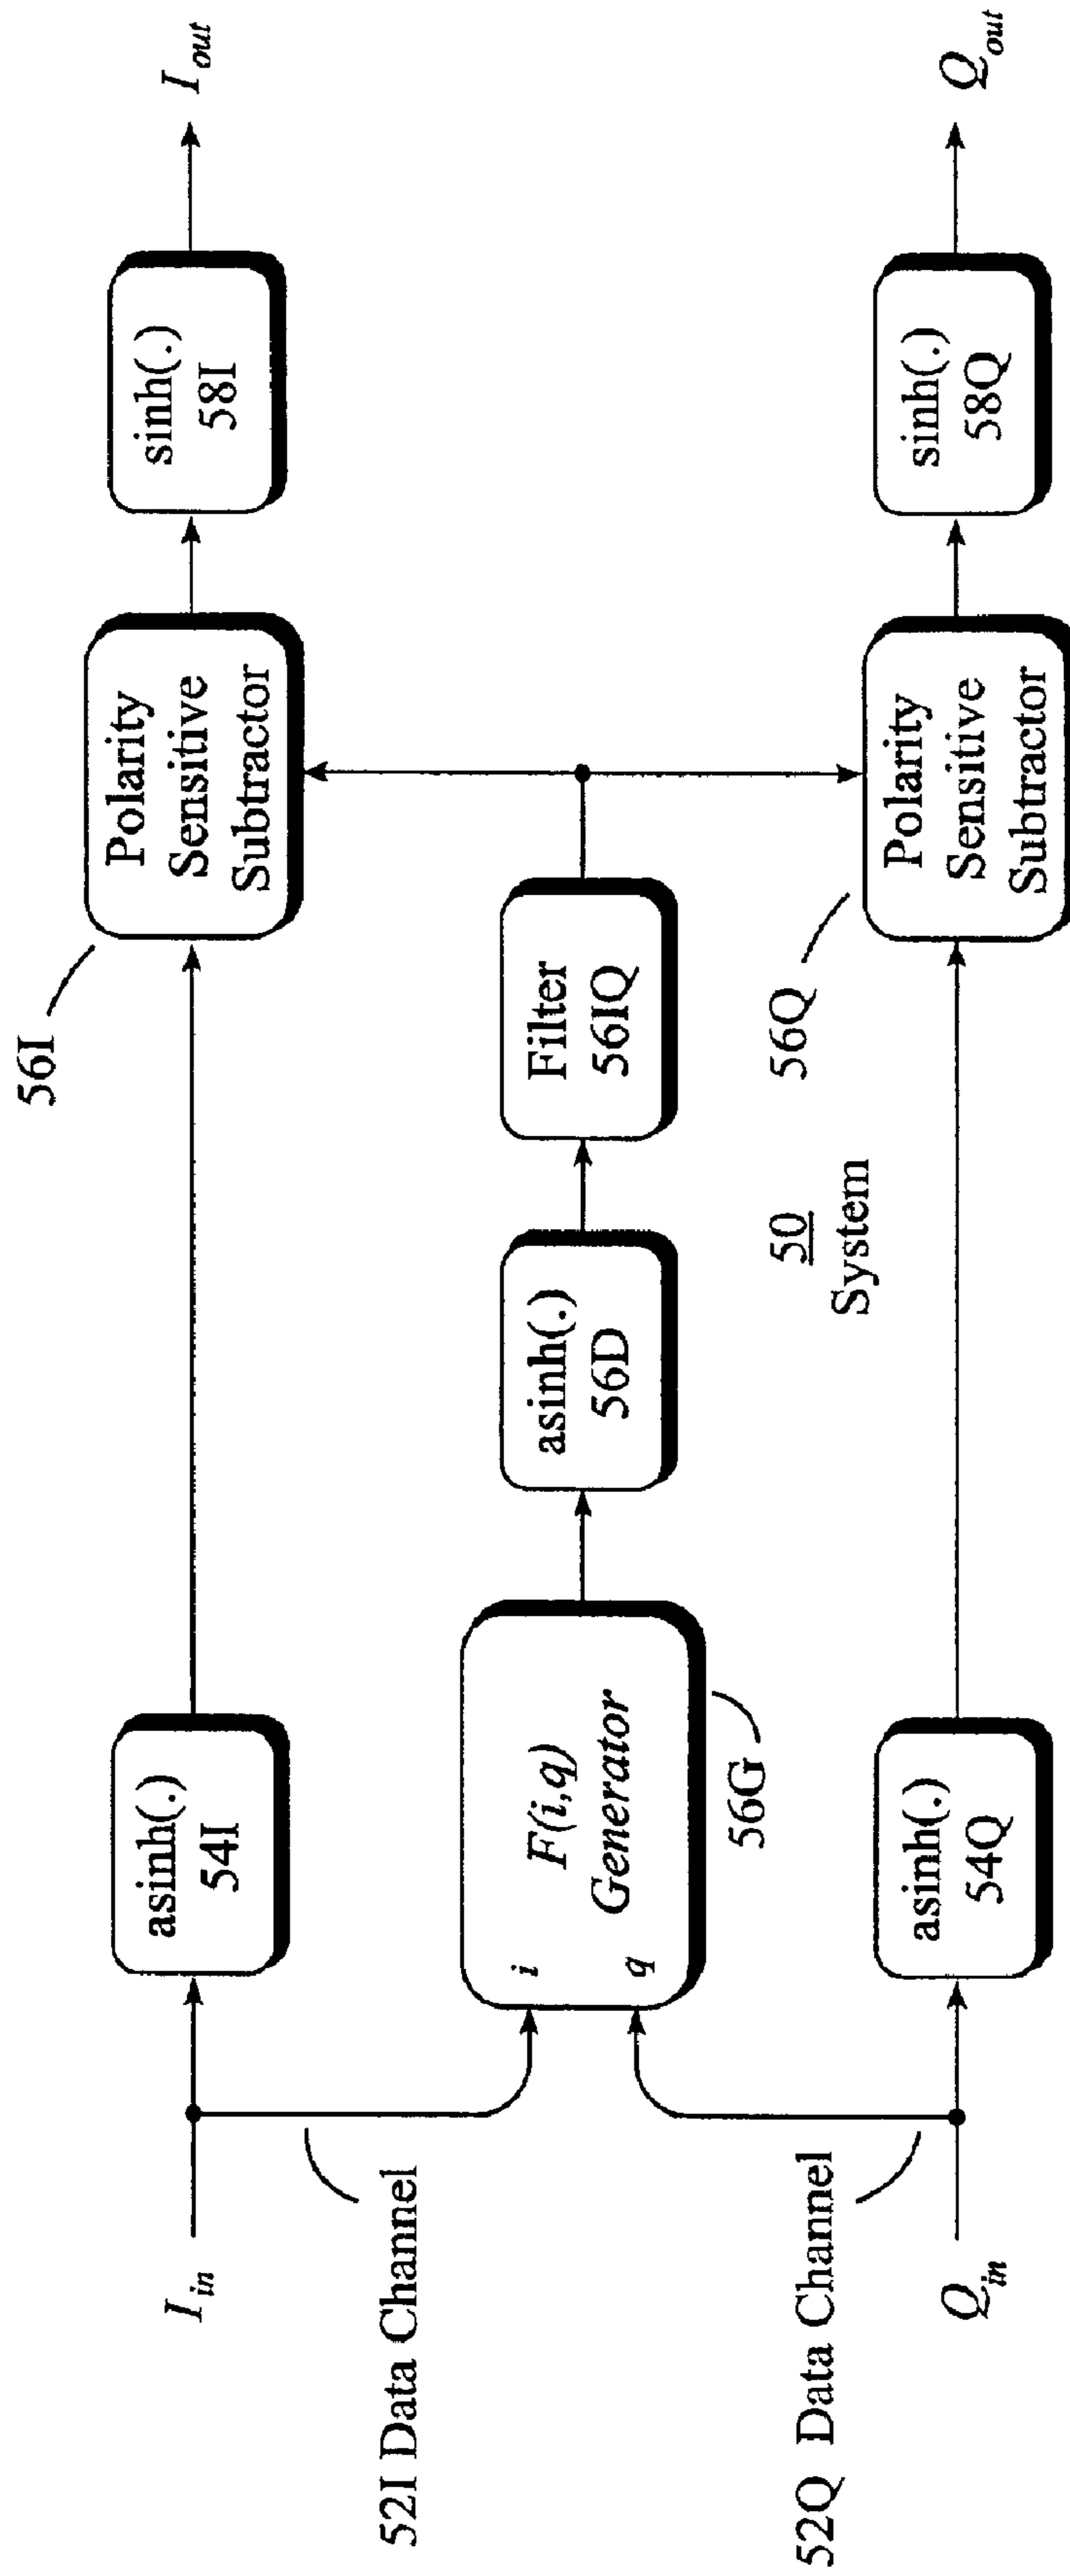 I_in
52I Data Channel
asinh(.)
54I
56I
Polarity
Sensitive
Subtractor
sinh(.)
58I
I_out
i
q
F(i,q)
Generator
56G
asinh(.)
56D
Filter
56IQ
50
System
Q_in
52Q Data Channel
asinh(.)
54Q
56Q
Polarity
Sensitive
Subtractor
sinh(.)
58Q
Q_out